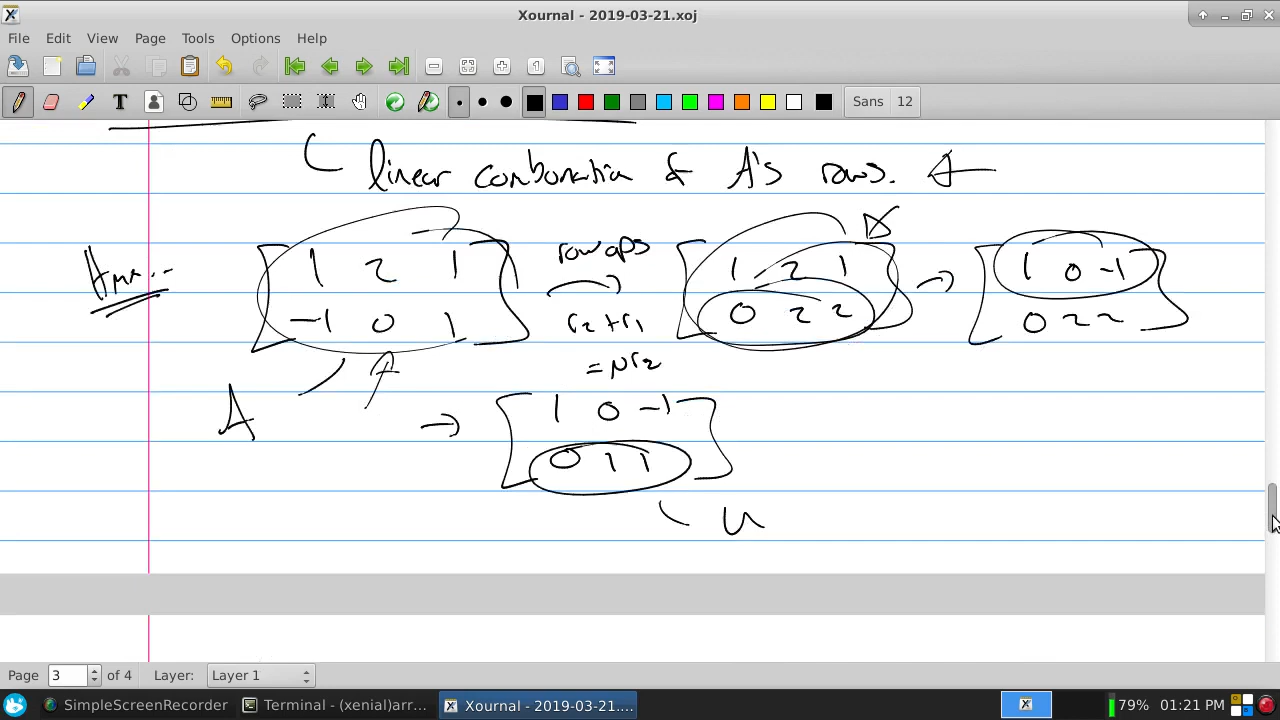 Xournal - 2019-03-21.xoj
File Edit View Page Tools Options Help
Sans 12
linear combonation of A's rows.
Hmm...
1 2 1
-1 0 1
row ops
r2 + r1
= Nr2
1 2 1
0 2 2
1 0 -1
0 2 2
A
1 0 -1
0 1 1
U
Page 3 of 4 Layer: Layer 1
SimpleScreenRecorder Terminal - (xenial)arr... Xournal - 2019-03-21.... 79% 01:21 PM